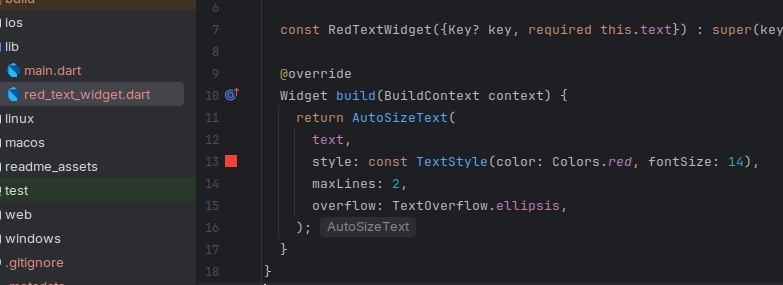 build
ios
lib
main.dart
red_text_widget.dart
linux
macos
readme_assets
test
web
windows
.gitignore
.metadata
6
7 const RedTextWidget({Key? key, required this.text}) : super(key
8
9 @override
10 Widget build(BuildContext context) {
11 return AutoSizeText(
12 text,
13 style: const TextStyle(color: Colors.red, fontSize: 14),
14 maxLines: 2,
15 overflow: TextOverflow.ellipsis,
16 ); AutoSizeText
17 }
18 }